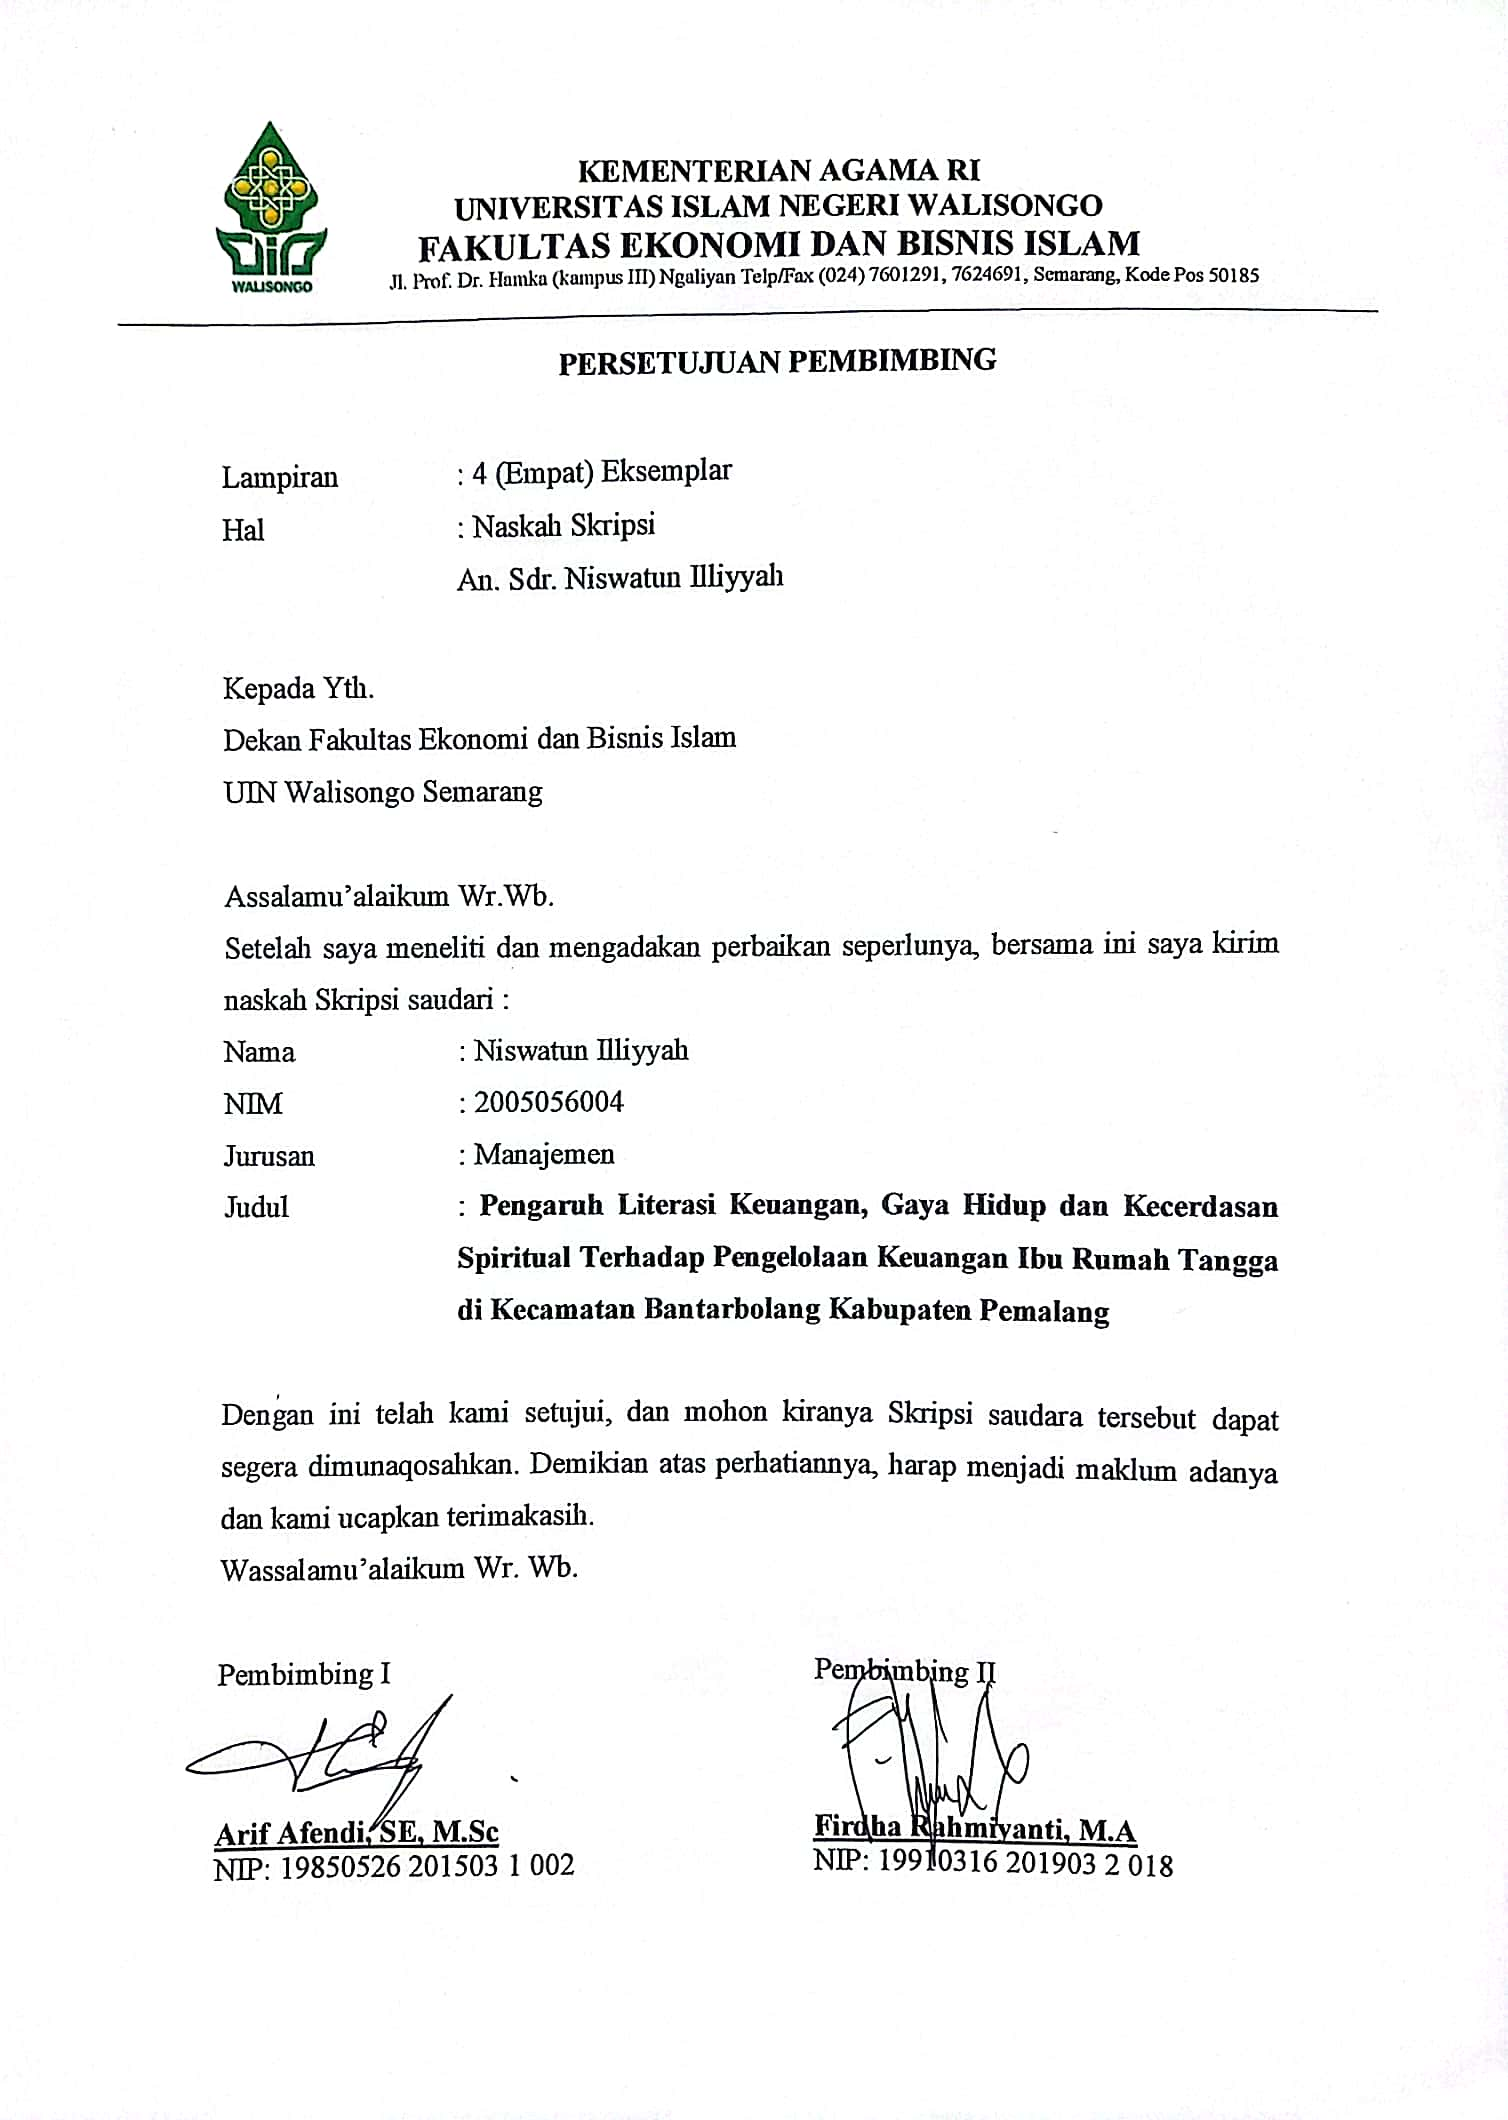 WALISONGO
KEMENTERIAN AGAMA RI
UNIVERSITAS ISLAM NEGERI WALISONGO
FAKULTAS EKONOMI DAN BISNIS ISLAM
Jl. Prof. Dr. Hamka (kampus III) Ngaliyan Telp/Fax (024) 7601291, 7624691, Semarang, Kode Pos 50185
PERSETUJUAN PEMBIMBING
Lampiran : 4 (Empat) Eksemplar
Hal : Naskah Skripsi
An. Sdr. Niswatun Illiyyah
Kepada Yth.
Dekan Fakultas Ekonomi dan Bisnis Islam
UIN Walisongo Semarang
Assalamu’alaikum Wr.Wb.
Setelah saya meneliti dan mengadakan perbaikan seperlunya, bersama ini saya kirim
naskah Skripsi saudari :
Nama : Niswatun Illiyyah
NIM : 2005056004
Jurusan : Manajemen
Judul : Pengaruh Literasi Keuangan, Gaya Hidup dan Kecerdasan
Spiritual Terhadap Pengelolaan Keuangan Ibu Rumah Tangga
di Kecamatan Bantarbolang Kabupaten Pemalang
Dengan ini telah kami setujui, dan mohon kiranya Skripsi saudara tersebut dapat
segera dimunaqosahkan. Demikian atas perhatiannya, harap menjadi maklum adanya
dan kami ucapkan terimakasih.
Wassalamu’alaikum Wr. Wb.
Pembimbing I Pembimbing II
Arif Afendi, SE, M.Sc Firdha Rahmiyanti, M.A
NIP: 19850526 201503 1 002 NIP: 19910316 201903 2 018